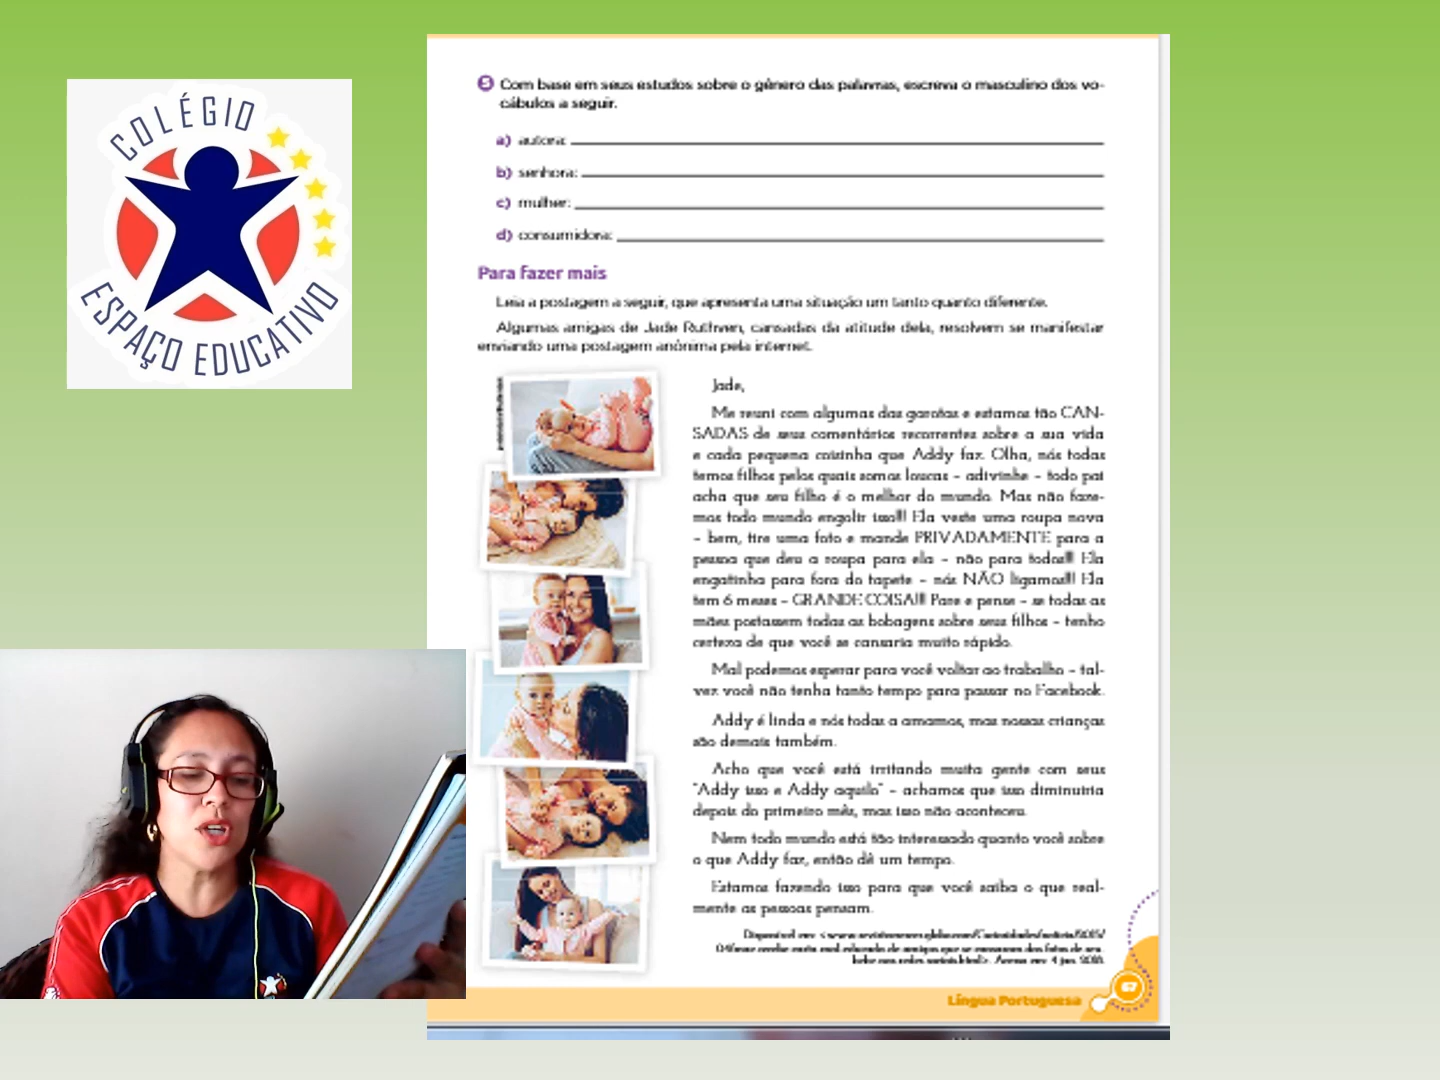 COLÉGIO
ESPAÇO EDUCATIVO
5 Com base em seus estudos sobre o gênero das palavras, escreva o masculino dos vo-
cábulos a seguir.
a) autora:
b) senhora:
c) mulher:
d) consumidora:
Para fazer mais
Leia a postagem a seguir, que apresenta uma situação um tanto quanto diferente.
Algumas amigas de Jade Ruthven, cansadas da atitude dela, resolvem se manifestar
enviando uma postagem anônima pela internet.
Jade,
Me reuni com algumas das garotas e estamos tão CAN-
SADAS de seus comentários recorrentes sobre a sua vida
e cada pequena coisinha que Addy faz. Olha, nós todas
temos filhos pelos quais somos loucas – adivinhe – todo pai
acha que seu filho é o melhor do mundo. Mas não faze-
mos todo mundo engolir isso!!! Ela veste uma roupa nova
– bem, tire uma foto e mande PRIVADAMENTE para a
pessoa que deu a roupa para ela – não para todos!!! Ela
engatinha para fora do tapete – nós NÃO ligamos!!! Ela
tem 6 meses – GRANDE COISA!!! Pare e pense – se todas as
mães postassem todas as bobagens sobre seus filhos – tenho
certeza de que você se cansaria muito rápido.
Mal podemos esperar para você voltar ao trabalho – tal-
vez você não tenha tanto tempo para passar no Facebook.
Addy é linda e nós todas a amamos, mas nossas crianças
são demais também.
Acho que você está irritando muita gente com seus
"Addy isso e Addy aquilo" – achamos que isso diminuiria
depois do primeiro mês, mas isso não aconteceu.
Nem todo mundo está tão interessado quanto você sobre
o que Addy faz, então dê um tempo.
Estamos fazendo isso para que você saiba o que real-
mente as pessoas pensam.
Disponível em:
Acesso em: 4 jan. 2018.
Língua Portuguesa
67